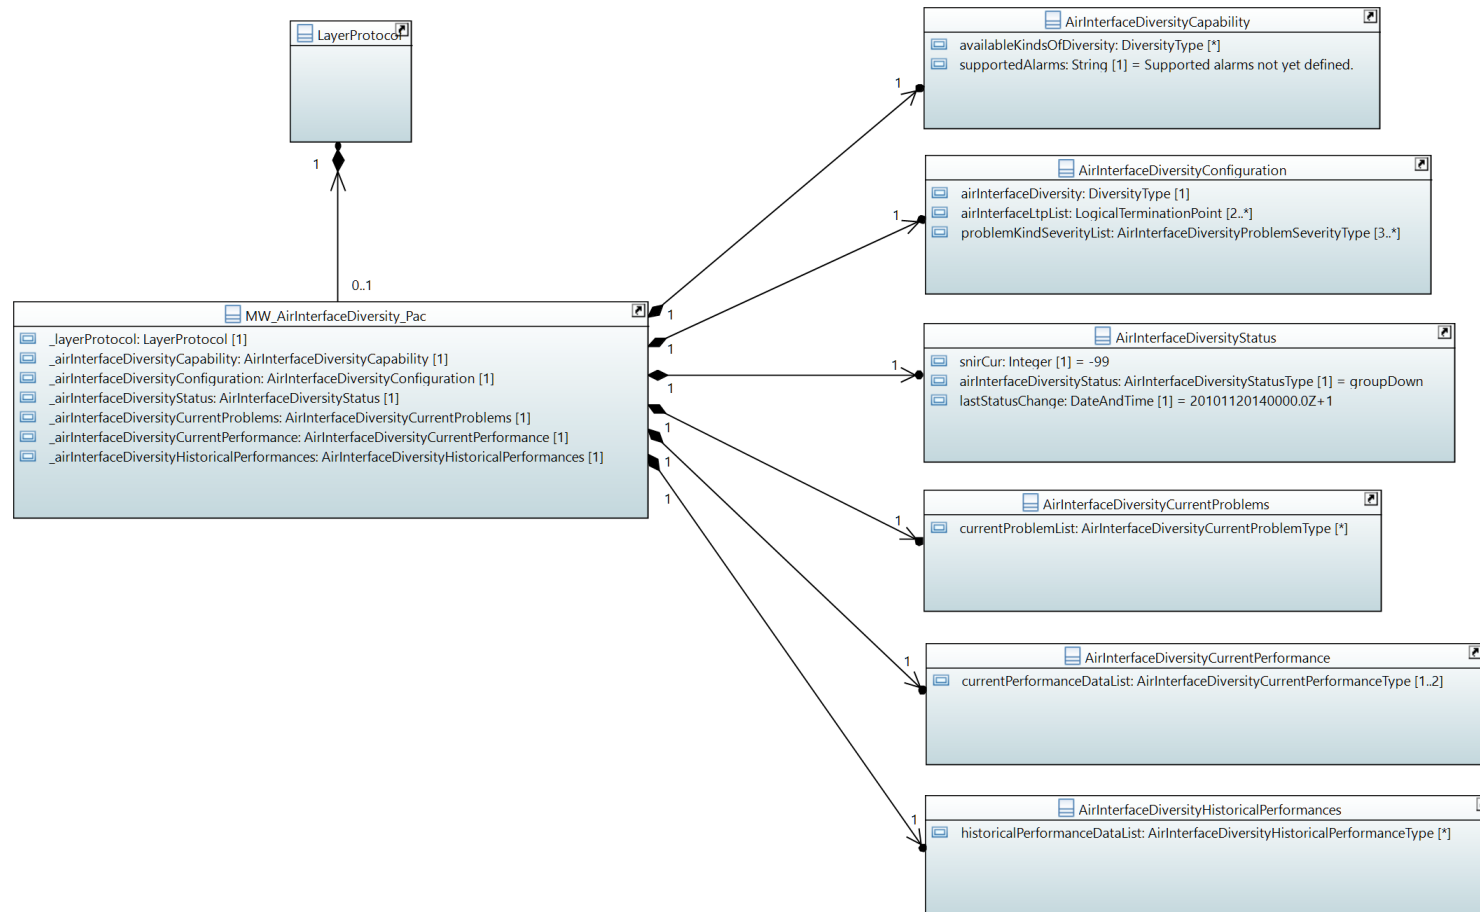 LayerProtocol
1
0..1
MW_AirInterfaceDiversity_Pac
_layerProtocol: LayerProtocol [1]
_airInterfaceDiversityCapability: AirInterfaceDiversityCapability [1]
_airInterfaceDiversityConfiguration: AirInterfaceDiversityConfiguration [1]
_airInterfaceDiversityStatus: AirInterfaceDiversityStatus [1]
_airInterfaceDiversityCurrentProblems: AirInterfaceDiversityCurrentProblems [1]
_airInterfaceDiversityCurrentPerformance: AirInterfaceDiversityCurrentPerformance [1]
_airInterfaceDiversityHistoricalPerformances: AirInterfaceDiversityHistoricalPerformances [1]
1
1
1
1
1
1
1
AirInterfaceDiversityCapability
availableKindsOfDiversity: DiversityType [*]
supportedAlarms: String [1] = Supported alarms not yet defined.
1
AirInterfaceDiversityConfiguration
airInterfaceDiversity: DiversityType [1]
airInterfaceLtpList: LogicalTerminationPoint [2..*]
problemKindSeverityList: AirInterfaceDiversityProblemSeverityType [3..*]
1
AirInterfaceDiversityStatus
snirCur: Integer [1] = -99
airInterfaceDiversityStatus: AirInterfaceDiversityStatusType [1] = groupDown
lastStatusChange: DateAndTime [1] = 20101120140000.0Z+1
1
AirInterfaceDiversityCurrentProblems
currentProblemList: AirInterfaceDiversityCurrentProblemType [*]
1
AirInterfaceDiversityCurrentPerformance
currentPerformanceDataList: AirInterfaceDiversityCurrentPerformanceType [1..2]
1
AirInterfaceDiversityHistoricalPerformances
historicalPerformanceDataList: AirInterfaceDiversityHistoricalPerformanceType [*]